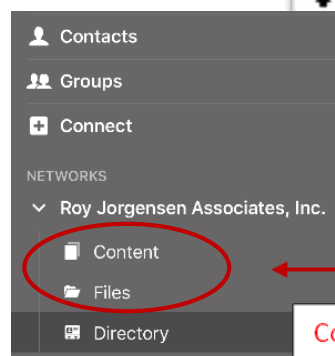 Contacts
Groups
Connect
NETWORKS
Roy Jorgensen Associates, Inc.
Content
Files
Directory